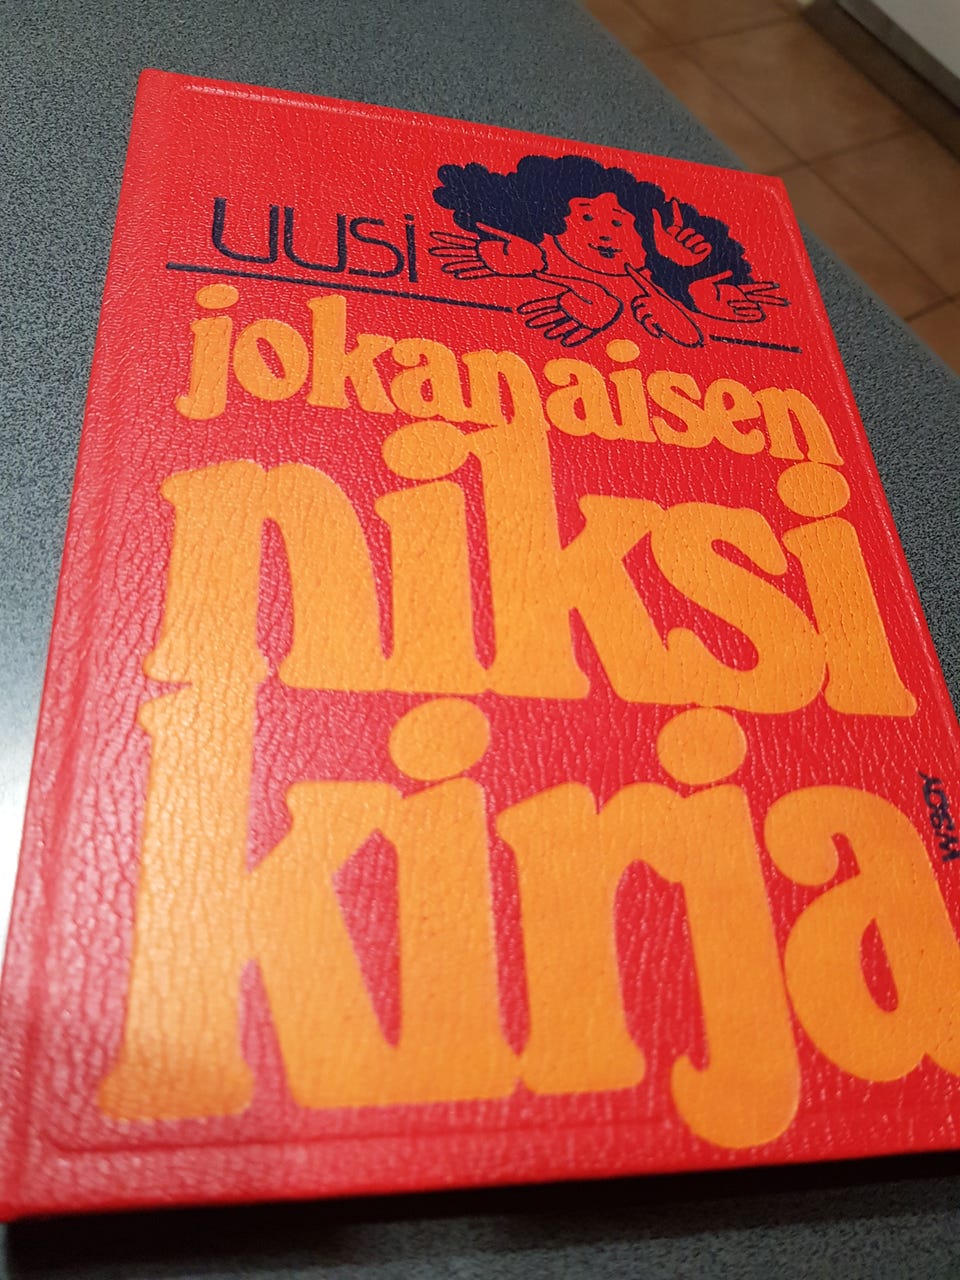 uusi
jokanaisen
niksi
kirja